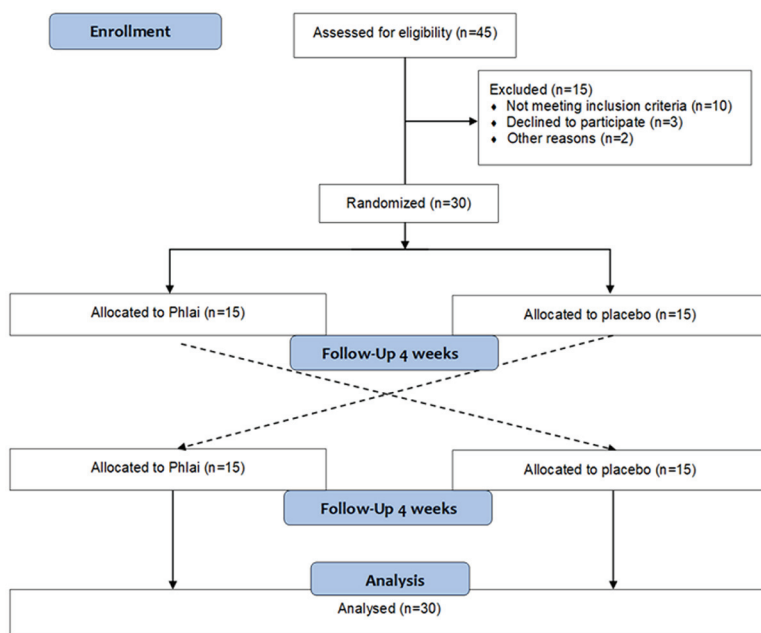 Enrollment
Assessed for eligibility (n=45)
Excluded (n=15)
♦ Not meeting inclusion criteria (n=10)
♦ Declined to participate (n=3)
♦ Other reasons (n=2)
Randomized (n=30)
Allocated to Phlai (n=15)
Allocated to placebo (n=15)
Follow-Up 4 weeks
Allocated to Phlai (n=15)
Allocated to placebo (n=15)
Follow-Up 4 weeks
Analysis
Analysed (n=30)